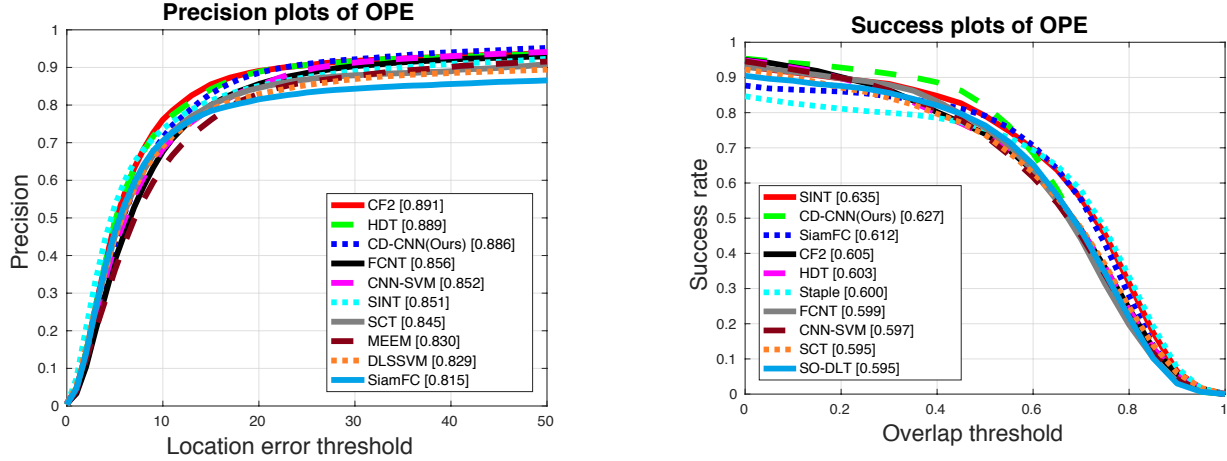 Precision plots of OPE
1
0.9
0.8
0.7
0.6
0.5
0.4
0.3
0.2
0.1
0
0 10 20 30 40 50
Precision
Location error threshold
CF2 [0.891]
HDT [0.889]
CD-CNN(Ours) [0.886]
FCNT [0.856]
CNN-SVM [0.852]
SINT [0.851]
SCT [0.845]
MEEM [0.830]
DLSSVM [0.829]
SiamFC [0.815]
Success plots of OPE
1
0.9
0.8
0.7
0.6
0.5
0.4
0.3
0.2
0.1
0
0 0.2 0.4 0.6 0.8 1
Success rate
Overlap threshold
SINT [0.635]
CD-CNN(Ours) [0.627]
SiamFC [0.612]
CF2 [0.605]
HDT [0.603]
Staple [0.600]
FCNT [0.599]
CNN-SVM [0.597]
SCT [0.595]
SO-DLT [0.595]